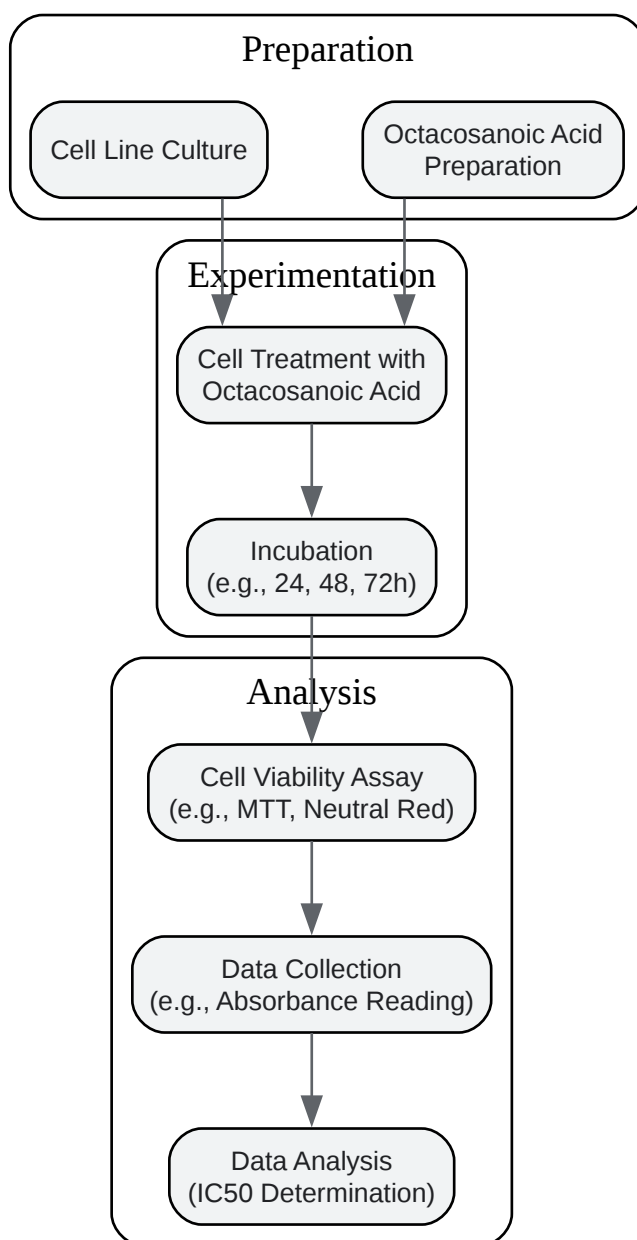 Preparation
Cell Line Culture
Octacosanoic Acid
Preparation
Experimentation
Cell Treatment with
Octacosanoic Acid
Incubation
(e.g., 24, 48, 72h)
Analysis
Cell Viability Assay
(e.g., MTT, Neutral Red)
Data Collection
(e.g., Absorbance Reading)
Data Analysis
(IC50 Determination)